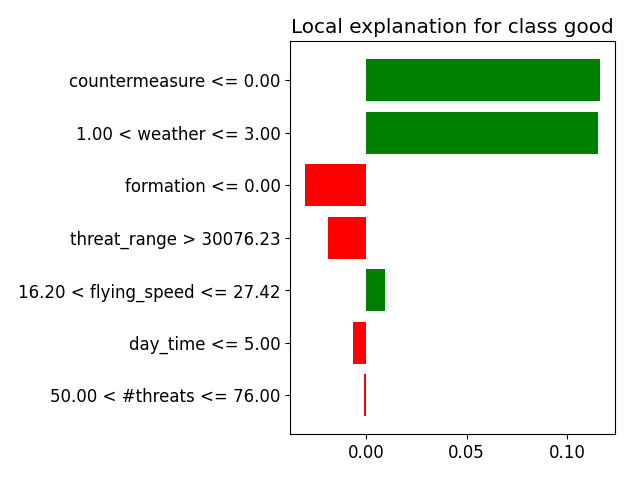 Local explanation for class good
countermeasure <= 0.00
1.00 < weather <= 3.00
formation <= 0.00
threat_range > 30076.23
16.20 < flying_speed <= 27.42
day_time <= 5.00
50.00 < #threats <= 76.00
0.00 0.05 0.10